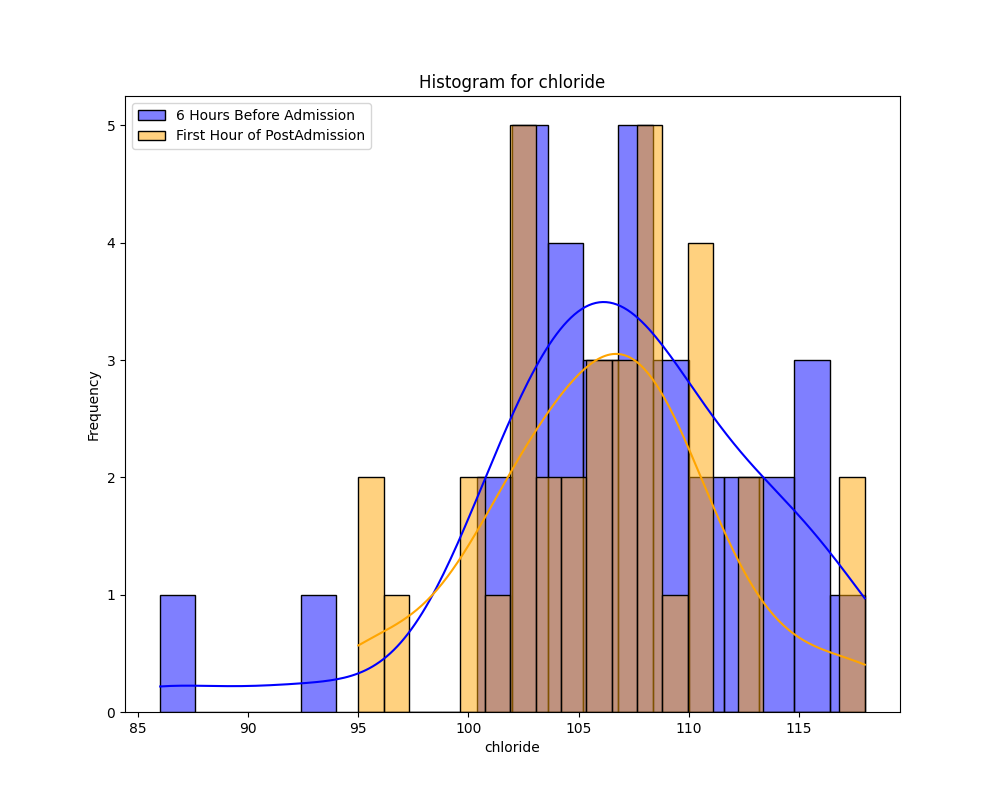 Histogram for chloride
6 Hours Before Admission
First Hour of PostAdmission
Frequency
5
4
3
2
1
0
85 90 95 100 105 110 115
chloride